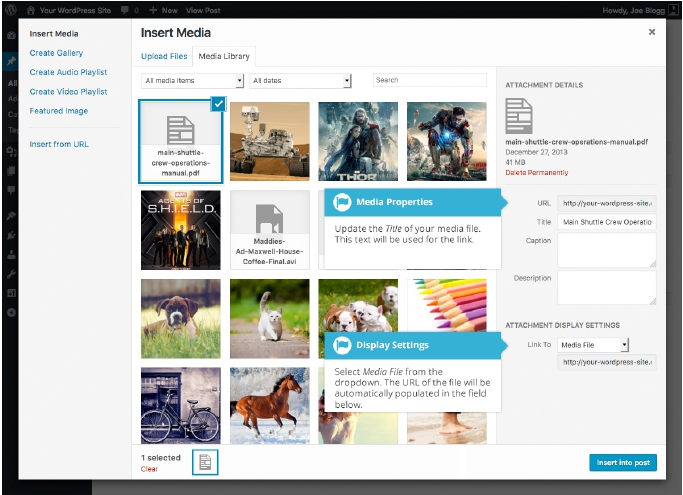 Your WordPress Site
0
New
View Post
Howdy, Joe Blogg
Insert Media
Create Gallery
Create Audio Playlist
Create Video Playlist
Featured Image
Insert from URL
Insert Media
Upload Files
Media Library
All media items
All dates
Search
main-shuttle-
crew-operations-
manual.pdf
MARVEL
AGENTS OF
S.H.I.E.L.D.
Maddies-
Ad-Maxwell-House-
Coffee-Final.avi
Media Properties
Update the Title of your media file.
This text will be used for the link.
Display Settings
Select Media File from the
dropdown. The URL of the file will be
automatically populated in the field
below.
ATTACHMENT DETAILS
main-shuttle-crew-operations-manual.pdf
December 27, 2013
41 MB
Delete Permanently
URL
http://your-wordpress-site.
Title
Main Shuttle Crew Operatio
Caption
Description
ATTACHMENT DISPLAY SETTINGS
Link To
Media File
http://your-wordpress-site.
1 selected
Clear
Insert into post